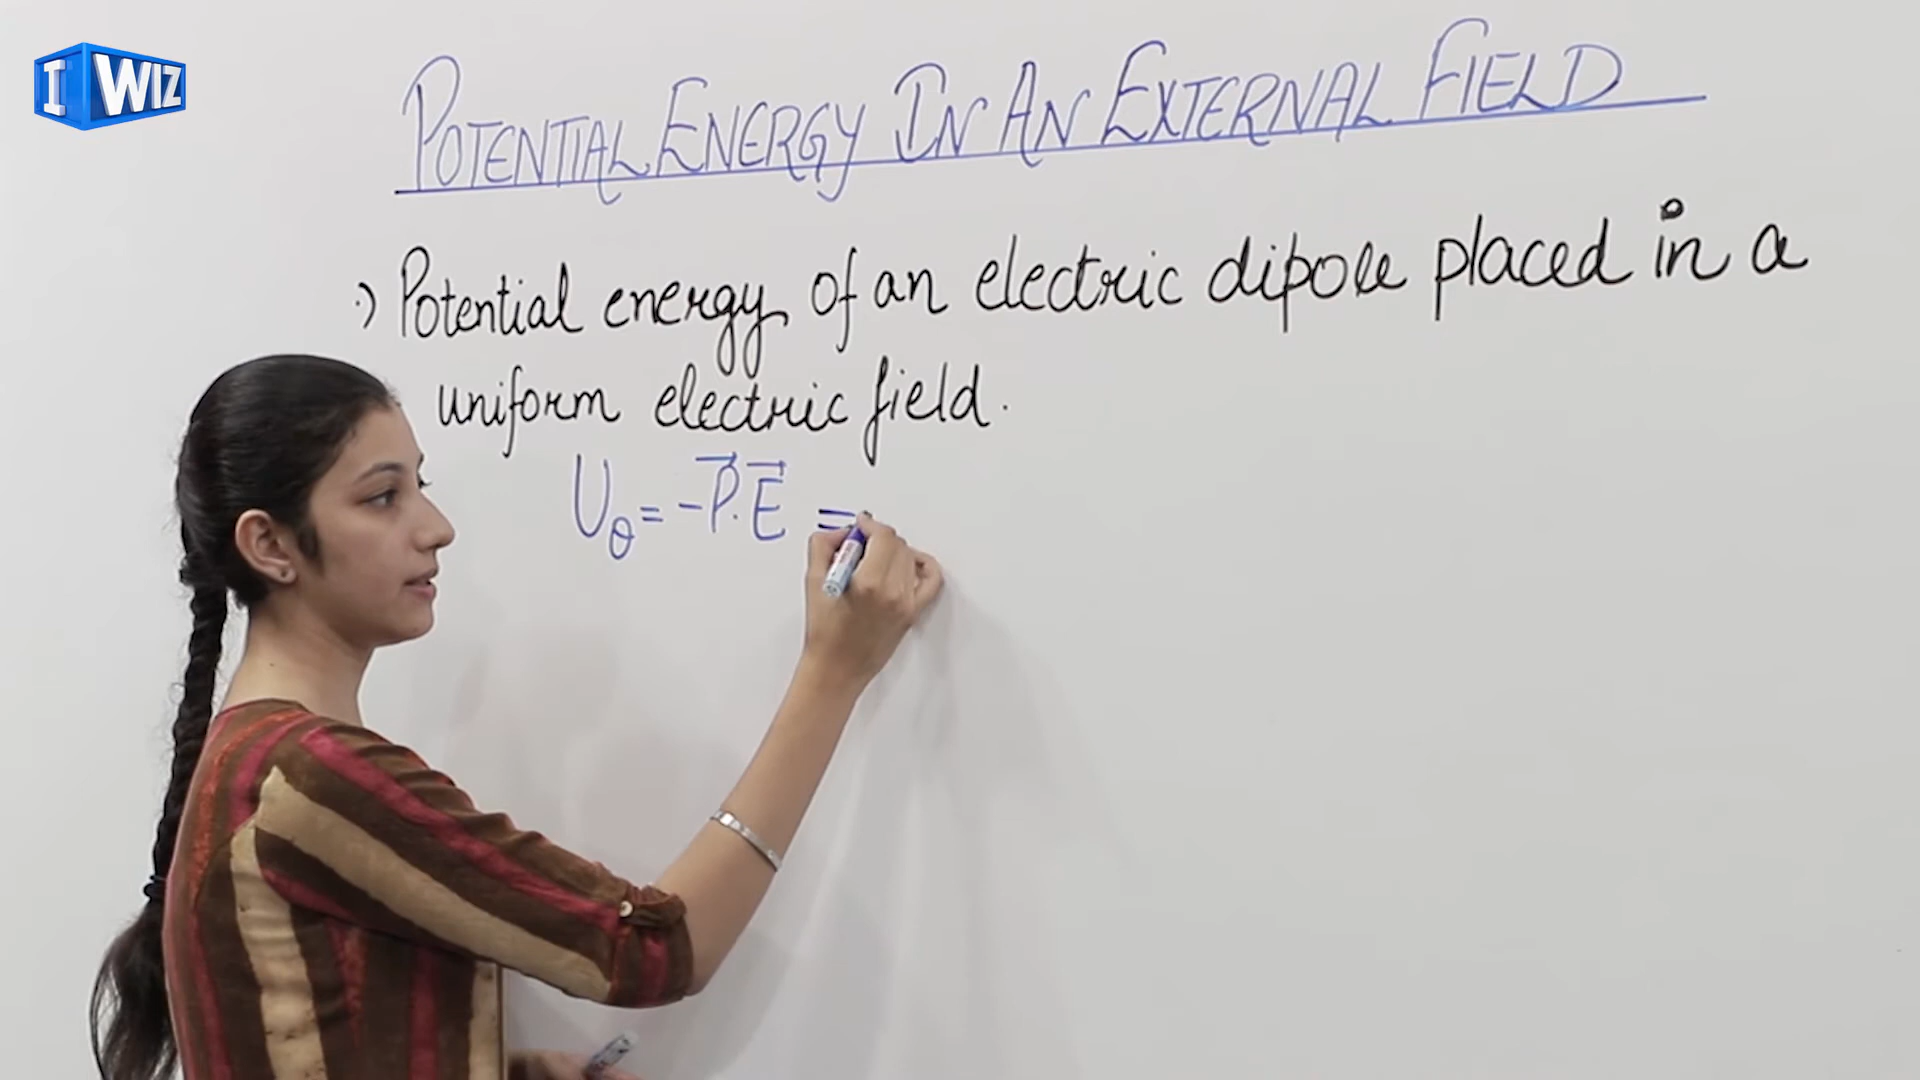 I WIZ
POTENTIAL ENERGY IN AN EXTERNAL FIELD
·) Potential energy of an electric dipole placed in a
uniform electric field.
U_θ = -P⃗.E⃗ =